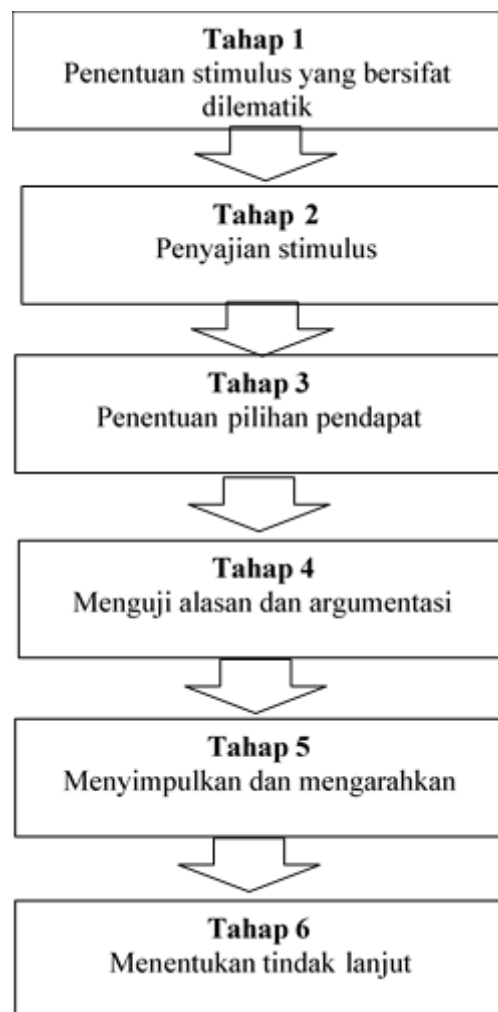 Tahap 1
Penentuan stimulus yang bersifat
dilematik
Tahap 2
Penyajian stimulus
Tahap 3
Penentuan pilihan pendapat
Tahap 4
Menguji alasan dan argumentasi
Tahap 5
Menyimpulkan dan mengarahkan
Tahap 6
Menentukan tindak lanjut